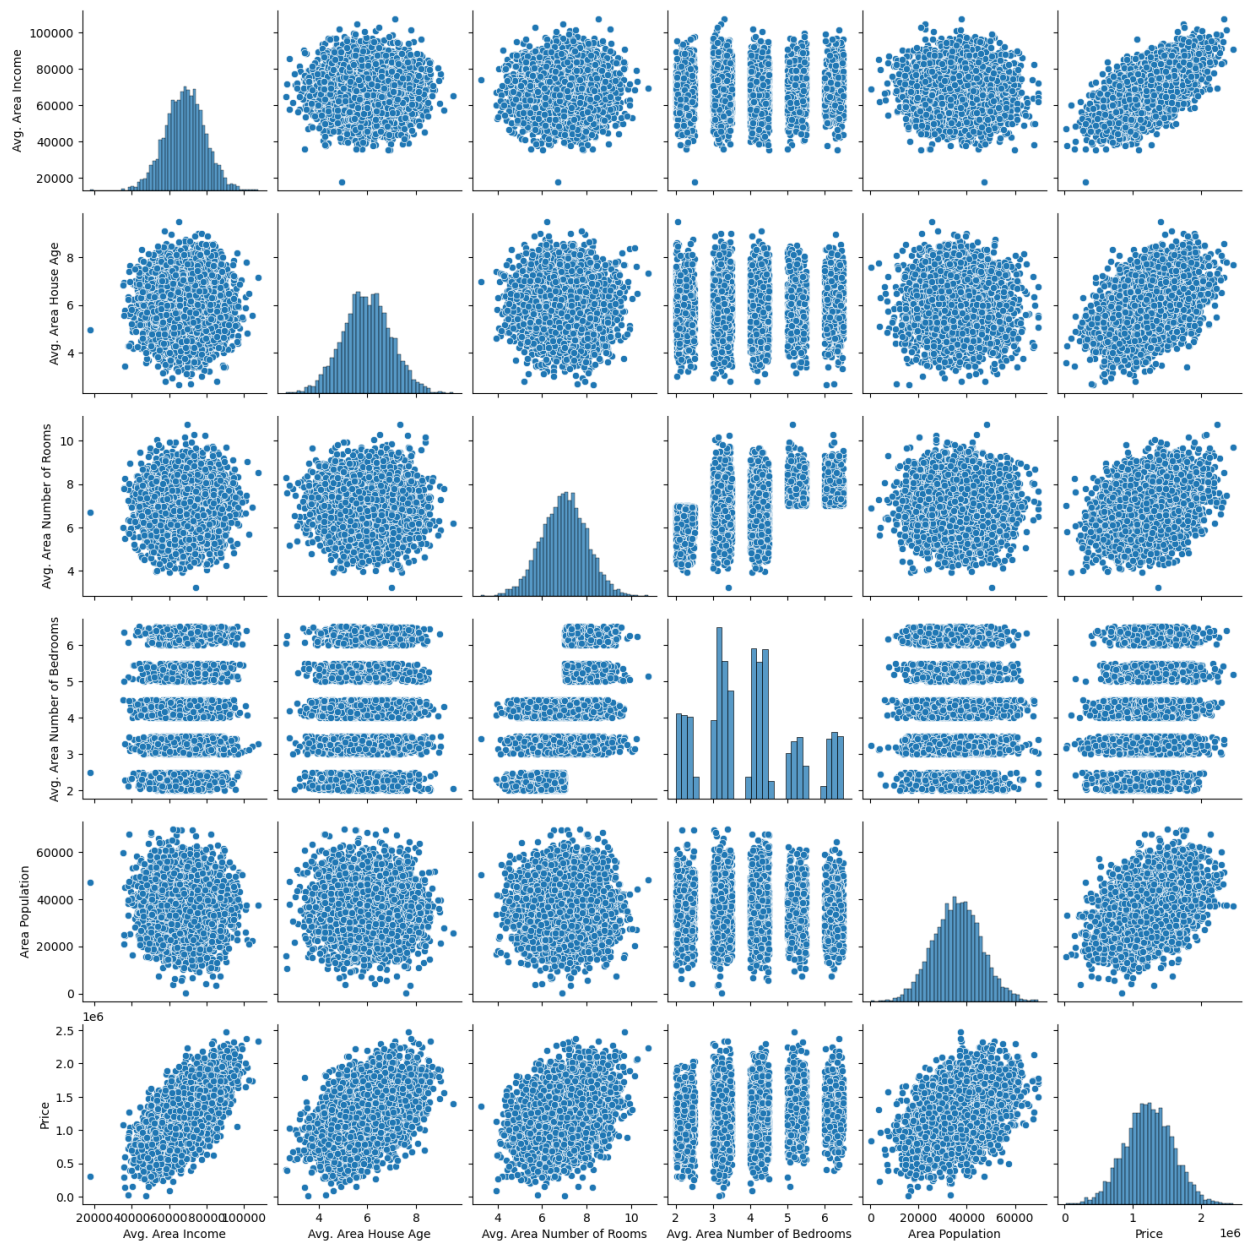 Avg. Area Income
100000
80000
60000
40000
20000
Avg. Area House Age
8
6
4
Avg. Area Number of Rooms
10
8
6
4
Avg. Area Number of Bedrooms
6
5
4
3
2
Area Population
60000
40000
20000
0
1e6
Price
2.5
2.0
1.5
1.0
0.5
0.0
20000 40000 60000 80000 100000
Avg. Area Income
4 6 8
Avg. Area House Age
4 6 8 10
Avg. Area Number of Rooms
2 3 4 5 6
Avg. Area Number of Bedrooms
0 20000 40000 60000
Area Population
0 1 2
Price
1e6